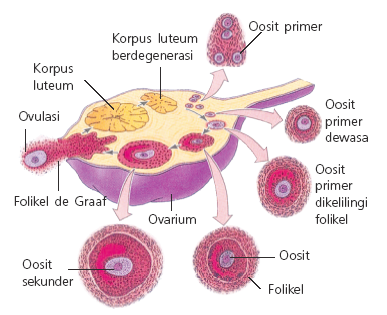 Oosit primer
Korpus luteum
berdegenerasi
Korpus
luteum
Ovulasi
Oosit
primer
dewasa
Oosit
primer
dikelilingi
folikel
Folikel de Graaf
Ovarium
Oosit
sekunder
Oosit
Folikel